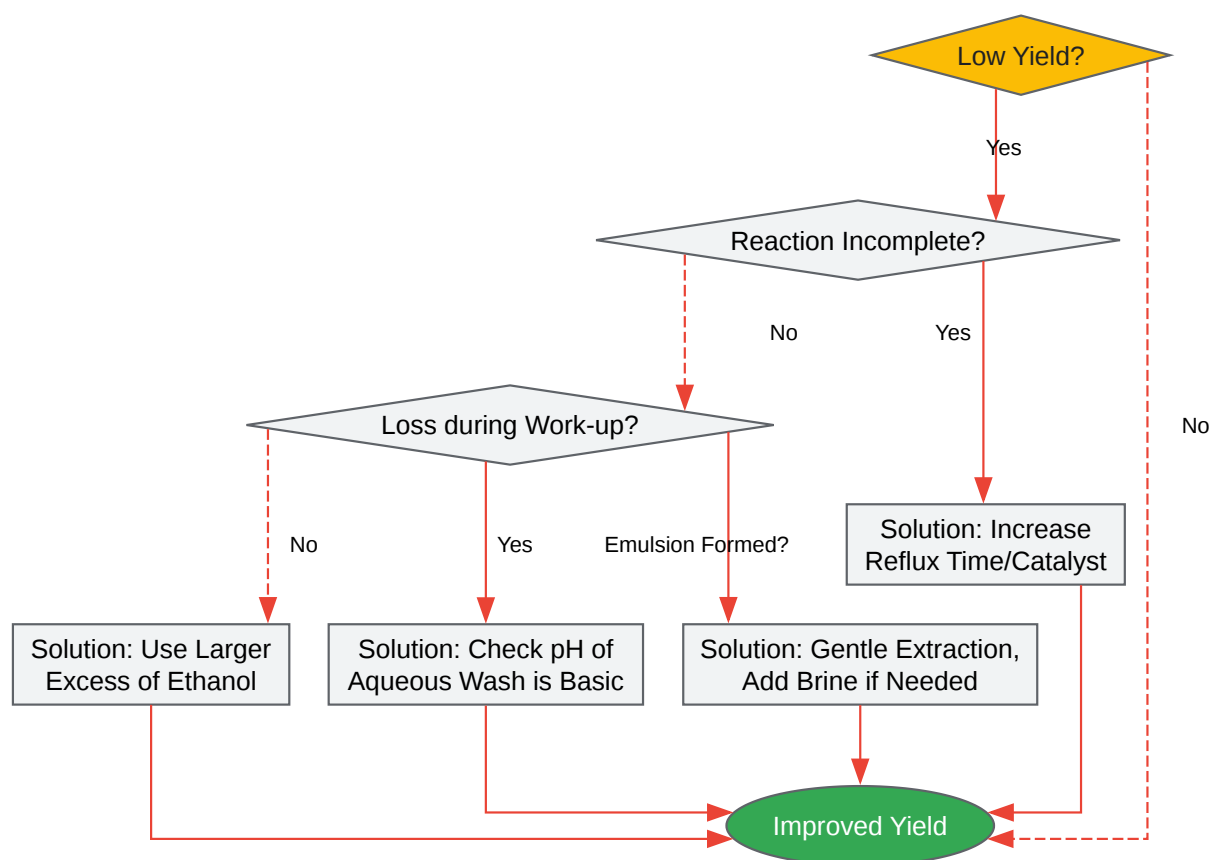 Low Yield?
Yes
Reaction Incomplete?
No
Yes
Loss during Work-up?
No
No
Yes
Emulsion Formed?
Solution: Increase
Reflux Time/Catalyst
Solution: Use Larger
Excess of Ethanol
Solution: Check pH of
Aqueous Wash is Basic
Solution: Gentle Extraction,
Add Brine if Needed
Improved Yield